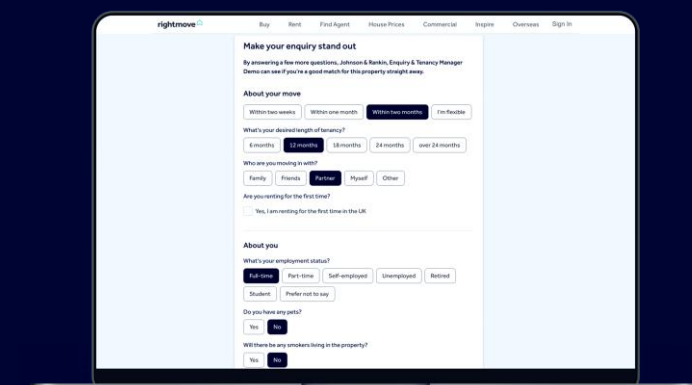 rightmove
Buy Rent Find Agent House Prices Commercial Inspire Overseas Sign In
Make your enquiry stand out
By answering a few more questions, Johnson & Rankin, Enquiry & Tenancy Manager
Demo can see if you're a good match for this property straight away.
About your move
Within two weeks Within one month Within two months I'm flexible
What's your desired length of tenancy?
6 months 12 months 18 months 24 months over 24 months
Who are you moving in with?
Family Friends Partner Myself Other
Are you renting for the first time?
Yes, I am renting for the first time in the UK
About you
What's your employment status?
Full-time Part-time Self-employed Unemployed Retired
Student Prefer not to say
Do you have any pets?
Yes No
Will there be any smokers living in the property?
Yes No